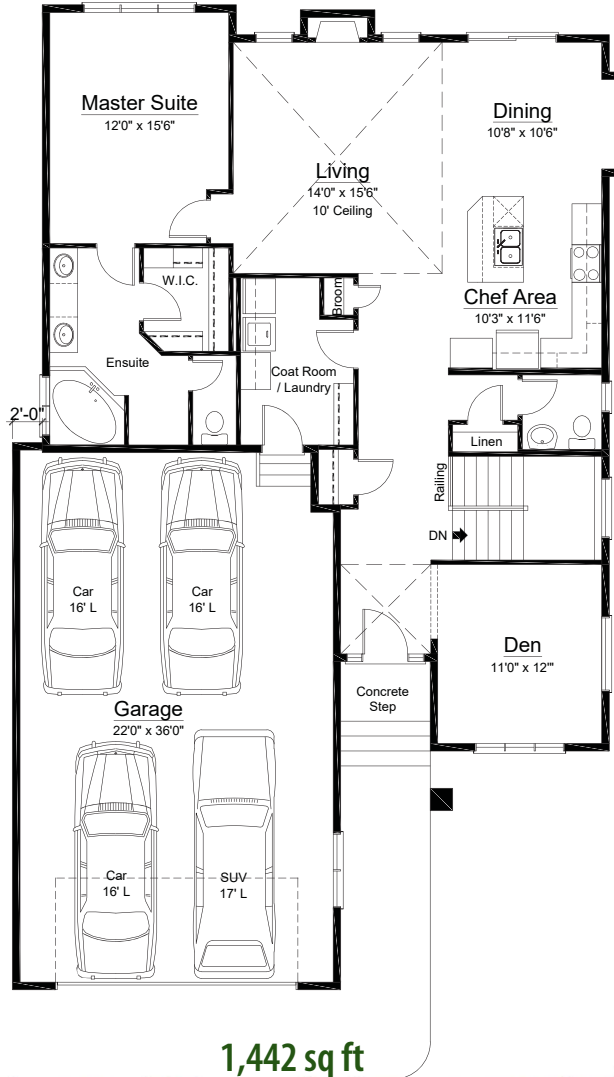 Master Suite
12'0" x 15'6"
Dining
10'8" x 10'6"
Living
14'0" x 15'6"
10' Ceiling
W.I.C.
Broom
Chef Area
10'3" x 11'6"
Ensuite
Coat Room
/ Laundry
2'-0"
Linen
Railing
DN
Car
16' L
Car
16' L
Den
11'0" x 12'"
Concrete
Step
Garage
22'0" x 36'0"
Car
16' L
SUV
17' L
1,442 sq ft